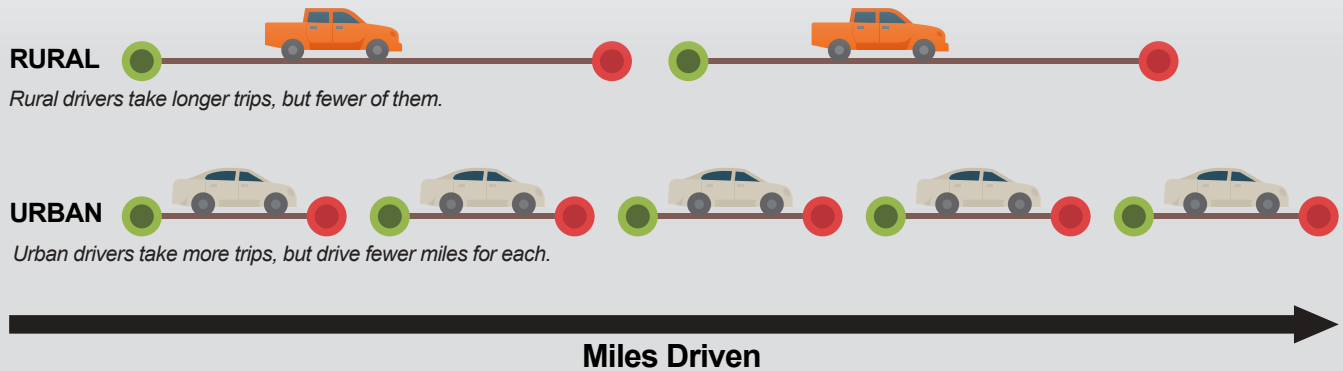 RURAL
Rural drivers take longer trips, but fewer of them.
URBAN
Urban drivers take more trips, but drive fewer miles for each.
Miles Driven